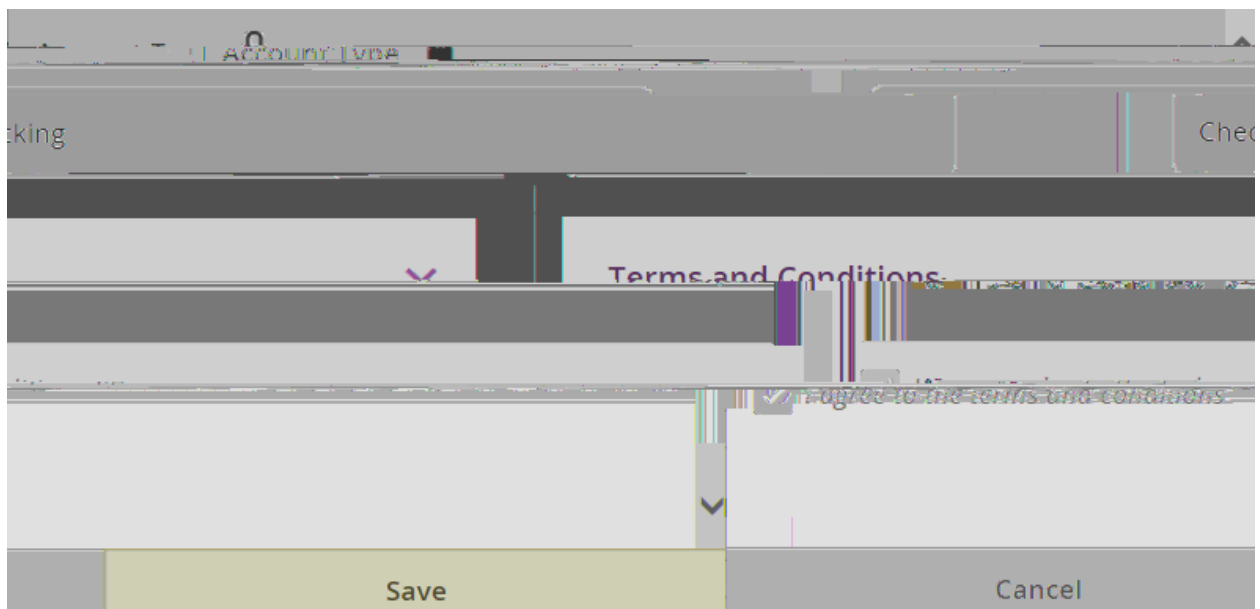 Account Type
cking Chec
Terms and Conditions
I agree to the terms and conditions
Save Cancel